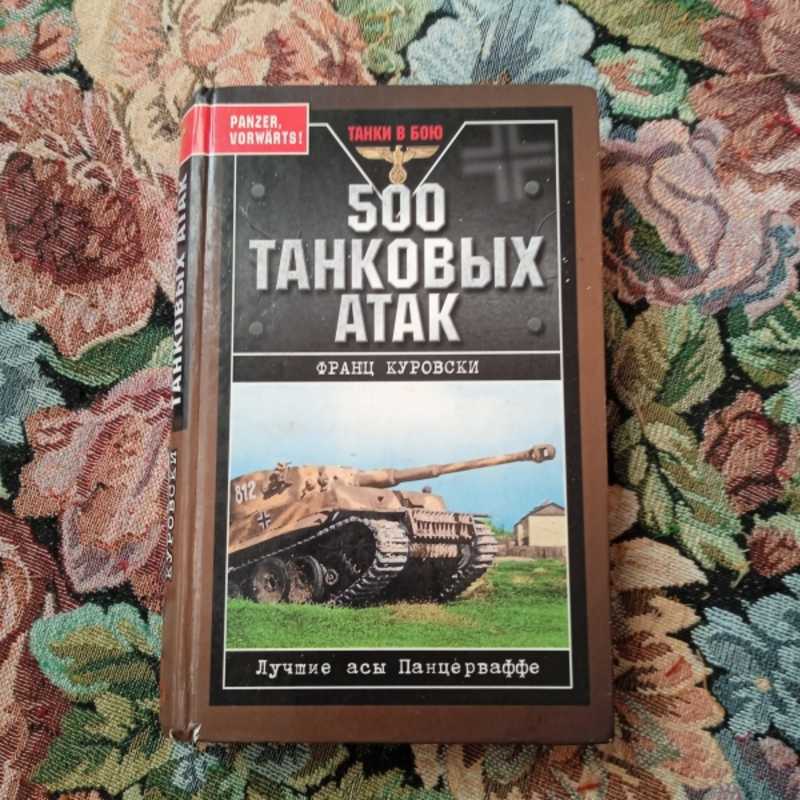 PANZER,
VORWÄRTS!
ТАНКИ В БОЮ
500
ТАНКОВЫХ
АТАК
ФРАНЦ КУРОВСКИ
812
Лучшие асы Панцерваффе
КУРОВСКИ
ТАНКОВЫХ АТАК